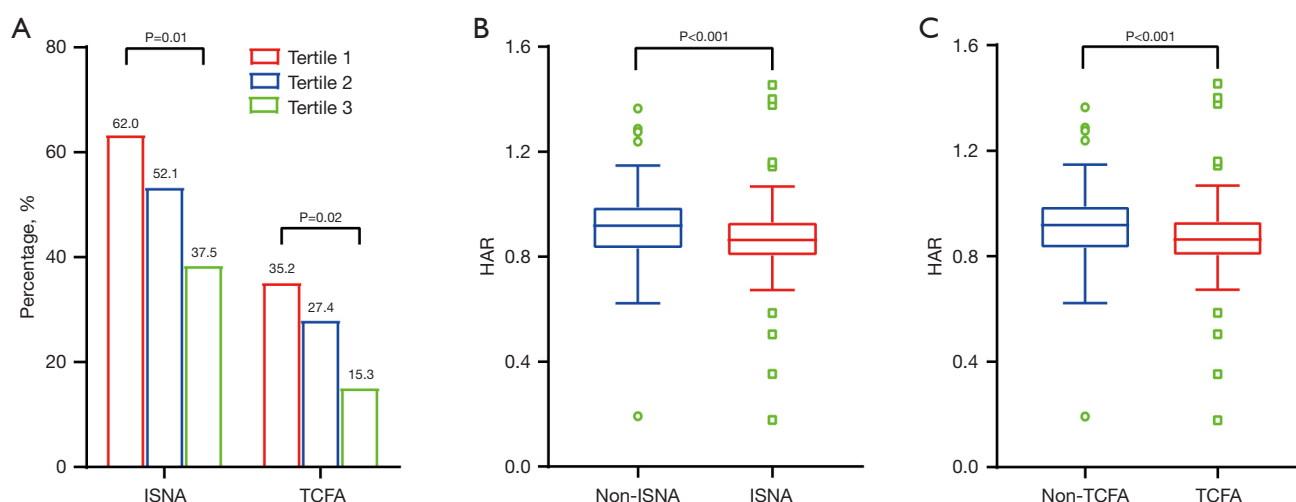 A
Percentage, %
80
60
40
20
0
P=0.01
Tertile 1
Tertile 2
Tertile 3
62.0
52.1
37.5
P=0.02
35.2
27.4
15.3
ISNA
TCFA
B
HAR
1.6
1.2
0.8
0.4
0.0
P<0.001
Non-ISNA
ISNA
C
HAR
1.6
1.2
0.8
0.4
0.0
P<0.001
Non-TCFA
TCFA